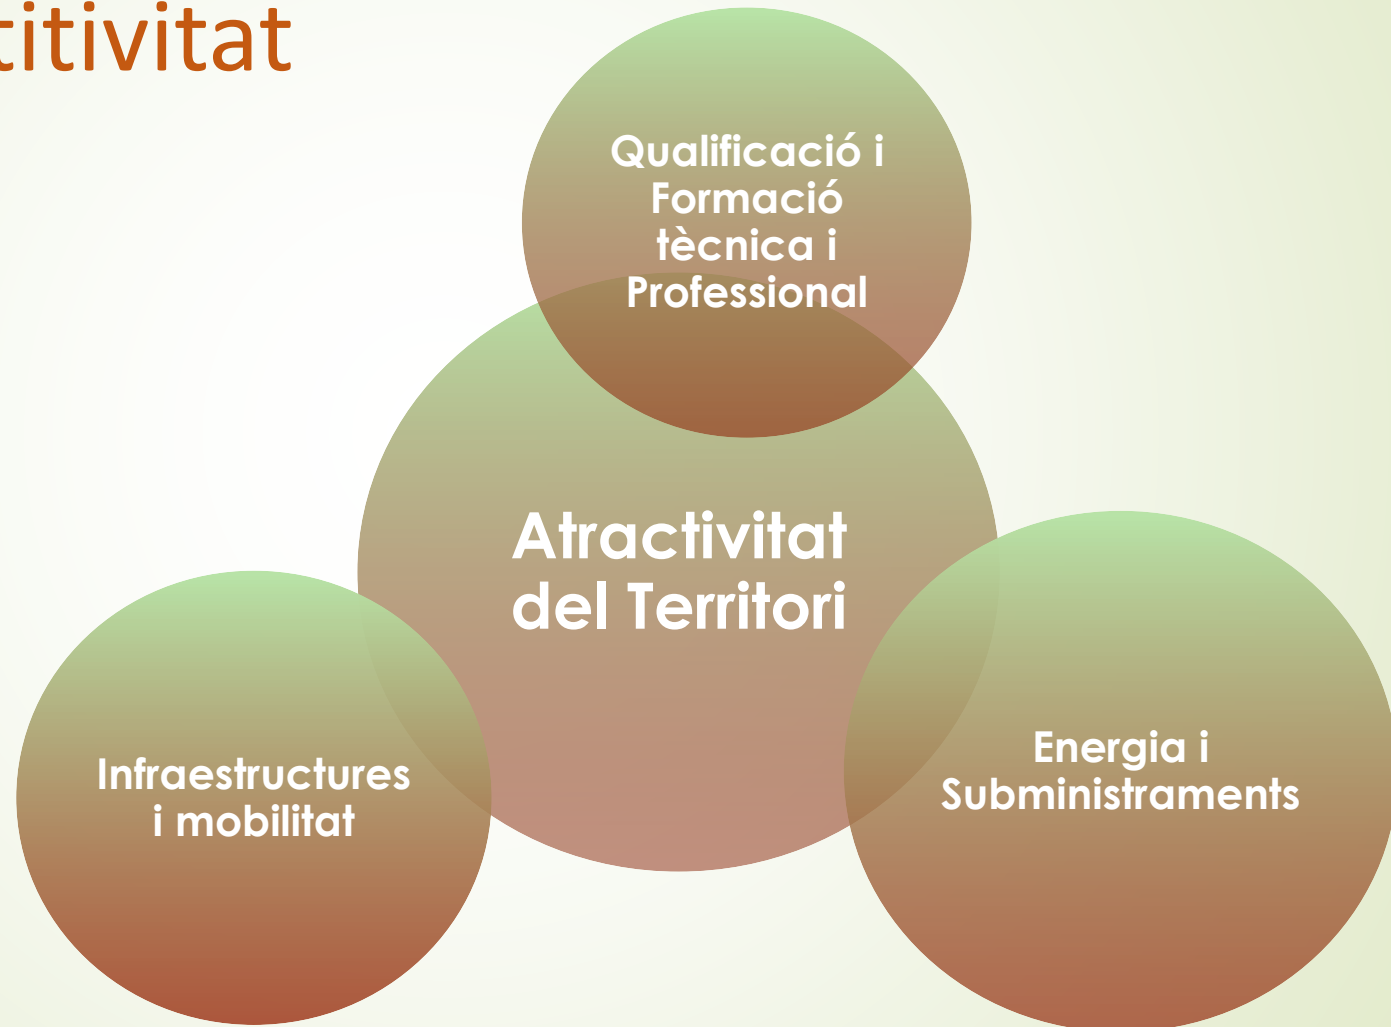 titivitat
Qualificació i
Formació
tècnica i
Professional
Atractivitat
del Territori
Infraestructures
i mobilitat
Energia i
Subministraments